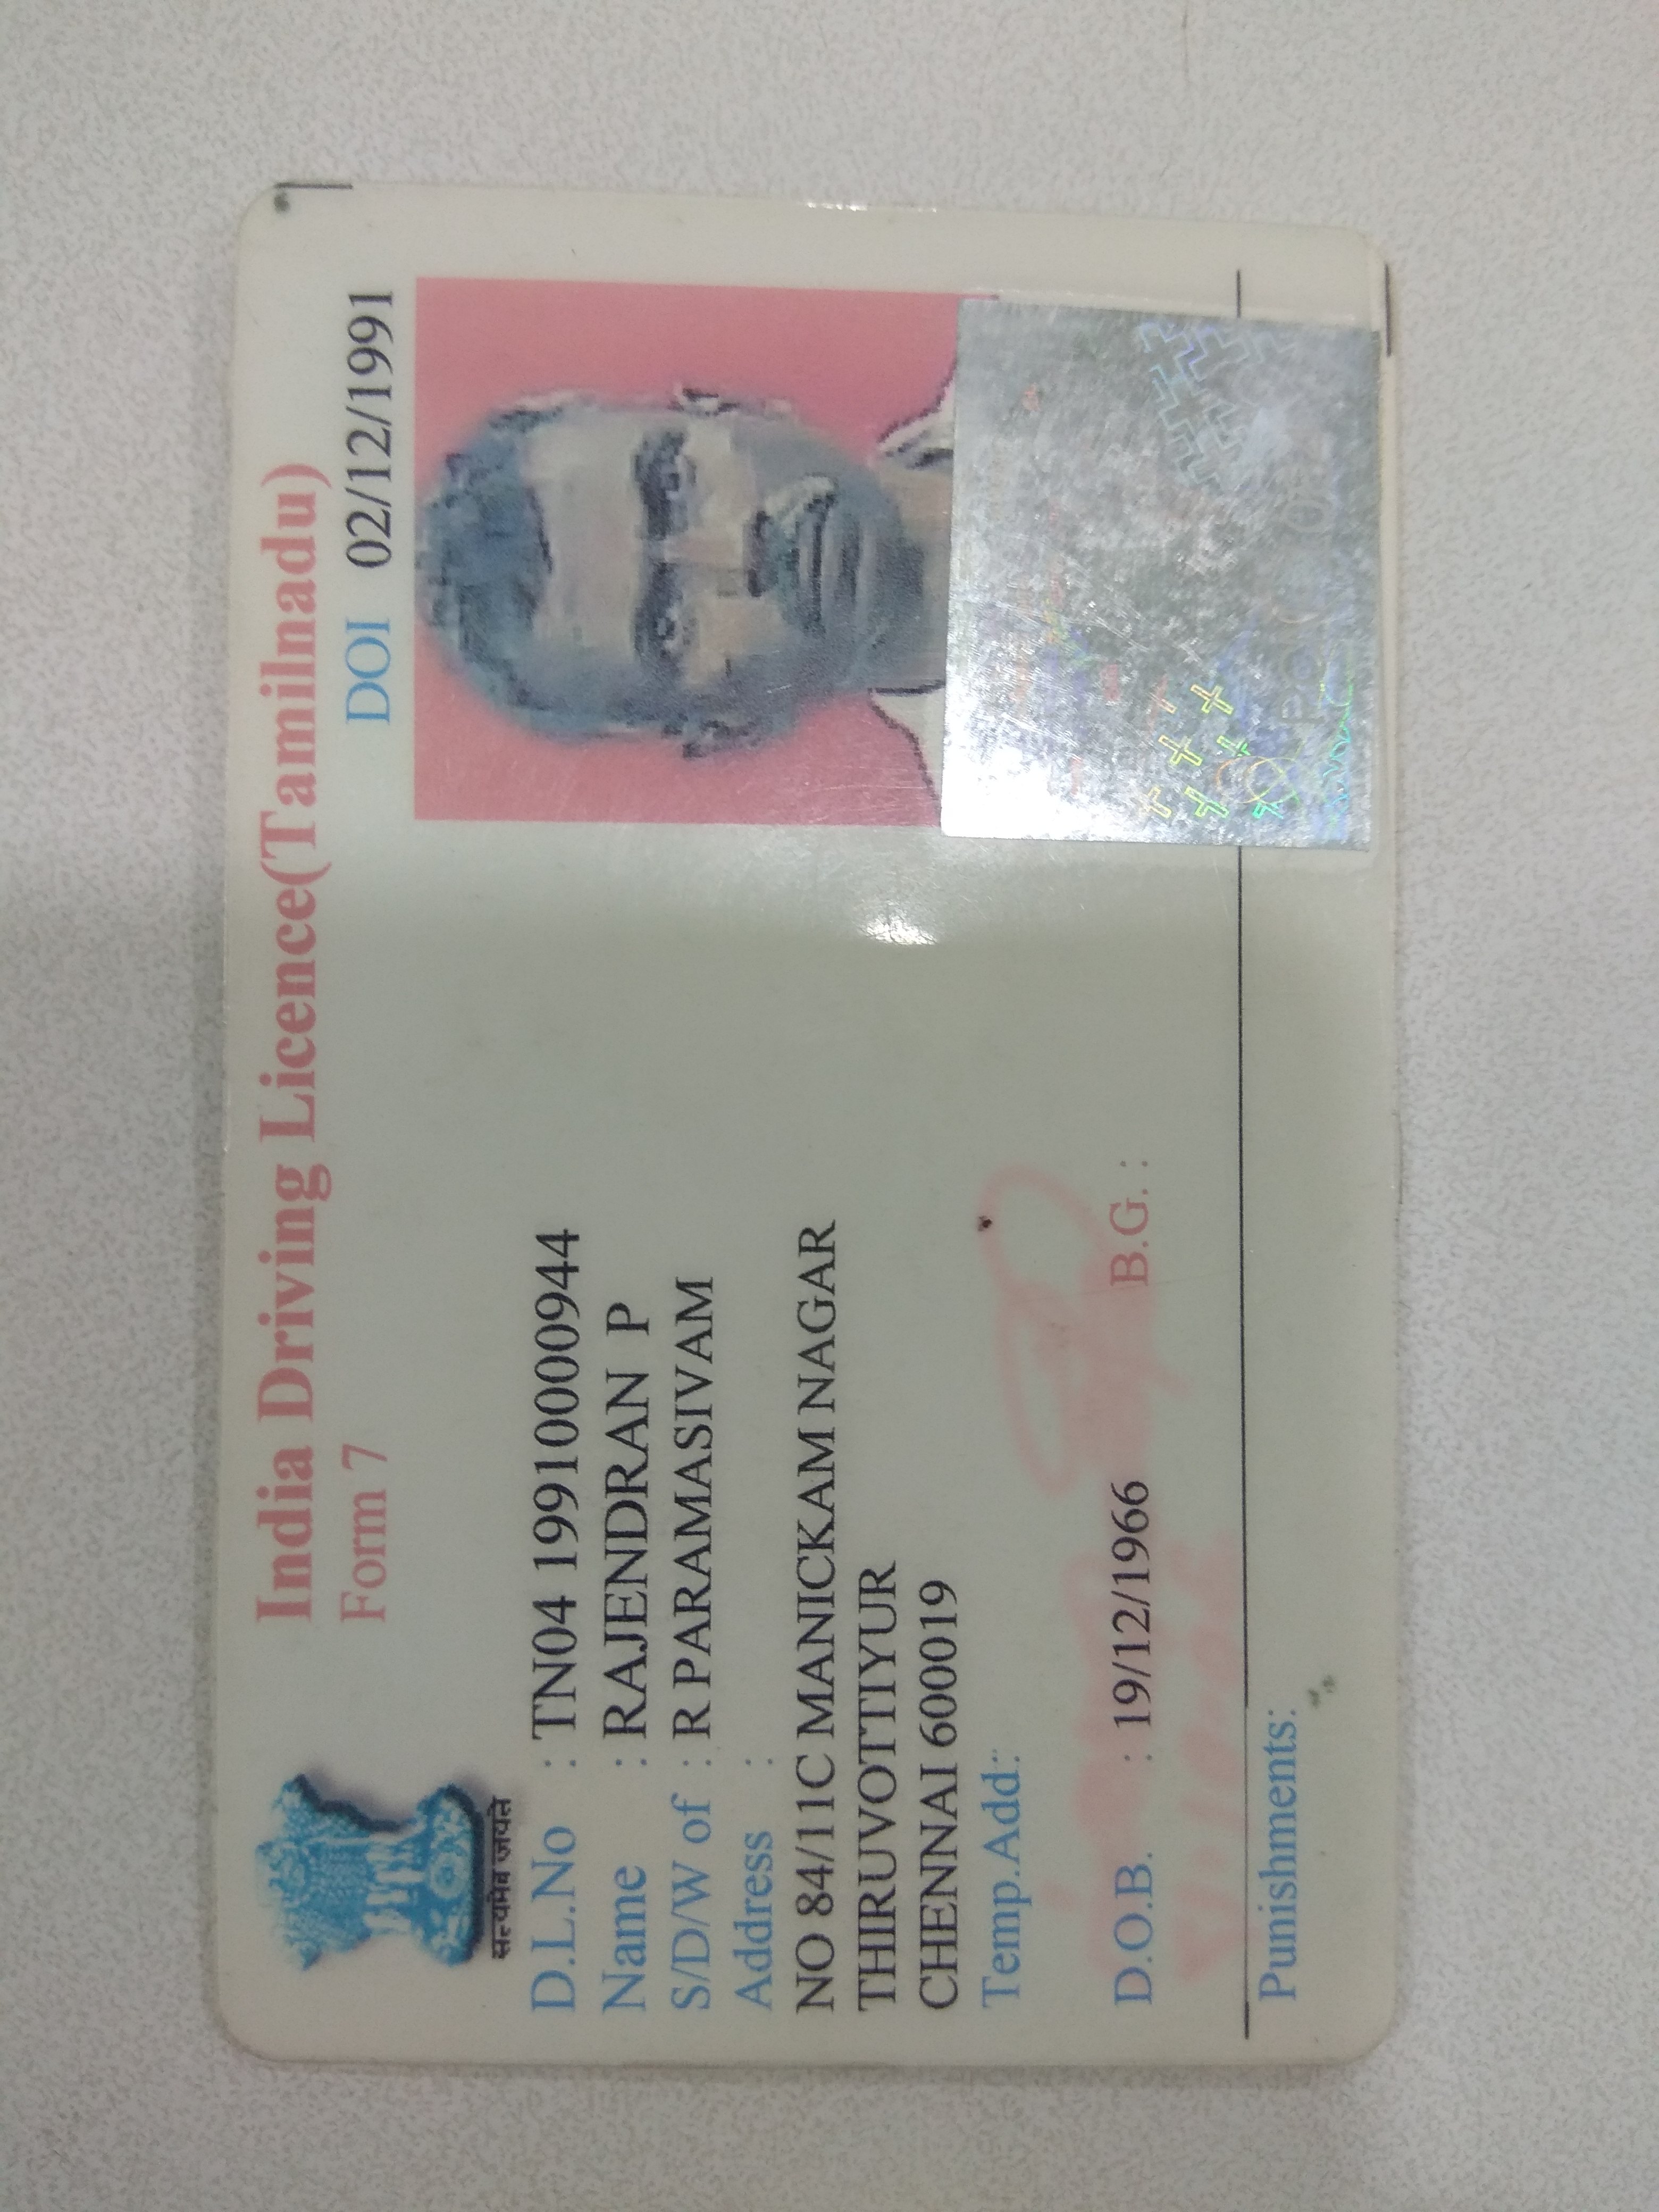 India Driving Licence(Tamilnadu)
Form 7
DOI 02/12/1991
सत्यमेव जयते
D.L.No : TN04 19910000944
Name : RAJENDRAN P
S/D/W of : R PARAMASIVAM
Address :
NO 84/11C MANICKAM NAGAR
THIRUVOTTIYUR
CHENNAI 600019
Temp.Add:
D.O.B. : 19/12/1966 B.G. :
Punishments: